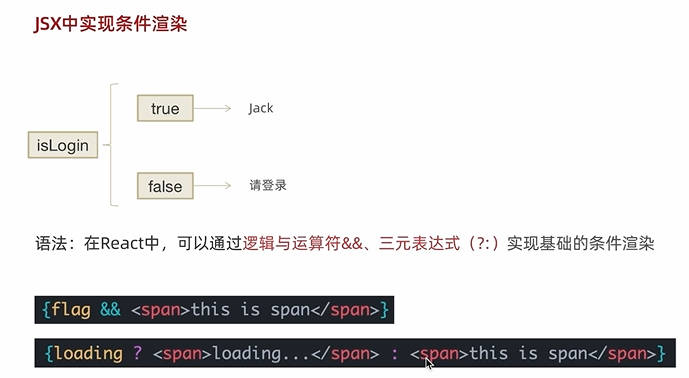 JSX中实现条件渲染
true
Jack
isLogin
false
请登录
语法：在React中，可以通过逻辑与运算符&&、三元表达式（?:）实现基础的条件渲染
{flag && <span>this is span</span>}
{loading ? <span>loading...</span> : <span>this is span</span>}